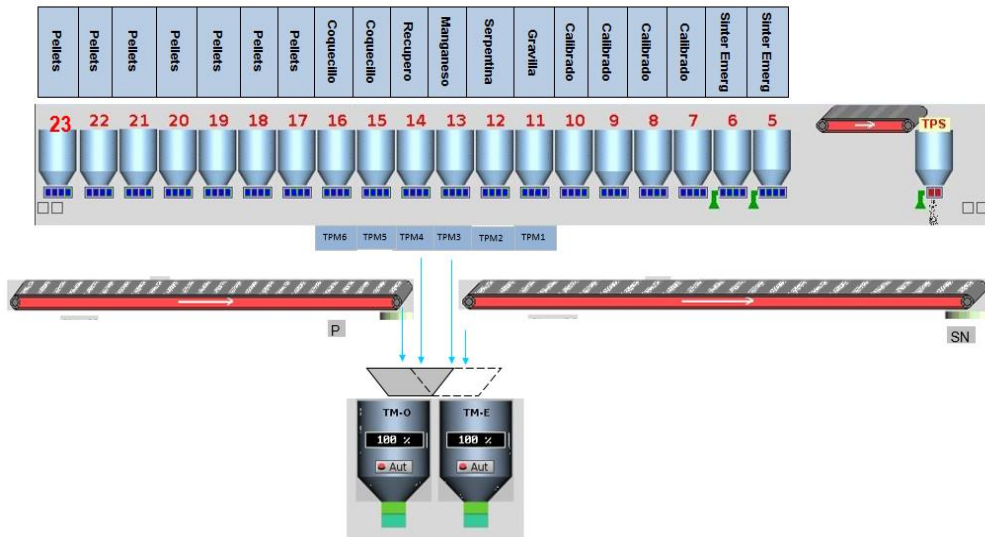 Pellets
Pellets
Pellets
Pellets
Pellets
Pellets
Pellets
Coquecillo
Coquecillo
Recupero
Manganeso
Serpentina
Gravilla
Calibrado
Calibrado
Calibrado
Calibrado
Sinter Emerg
Sinter Emerg
23 22 21 20 19 18 17 16 15 14 13 12 11 10 9 8 7 6 5 TPS
TPM6 TPM5 TPM4 TPM3 TPM2 TPM1
P SN
TM-O TM-E
100 % 100 %
Aut Aut